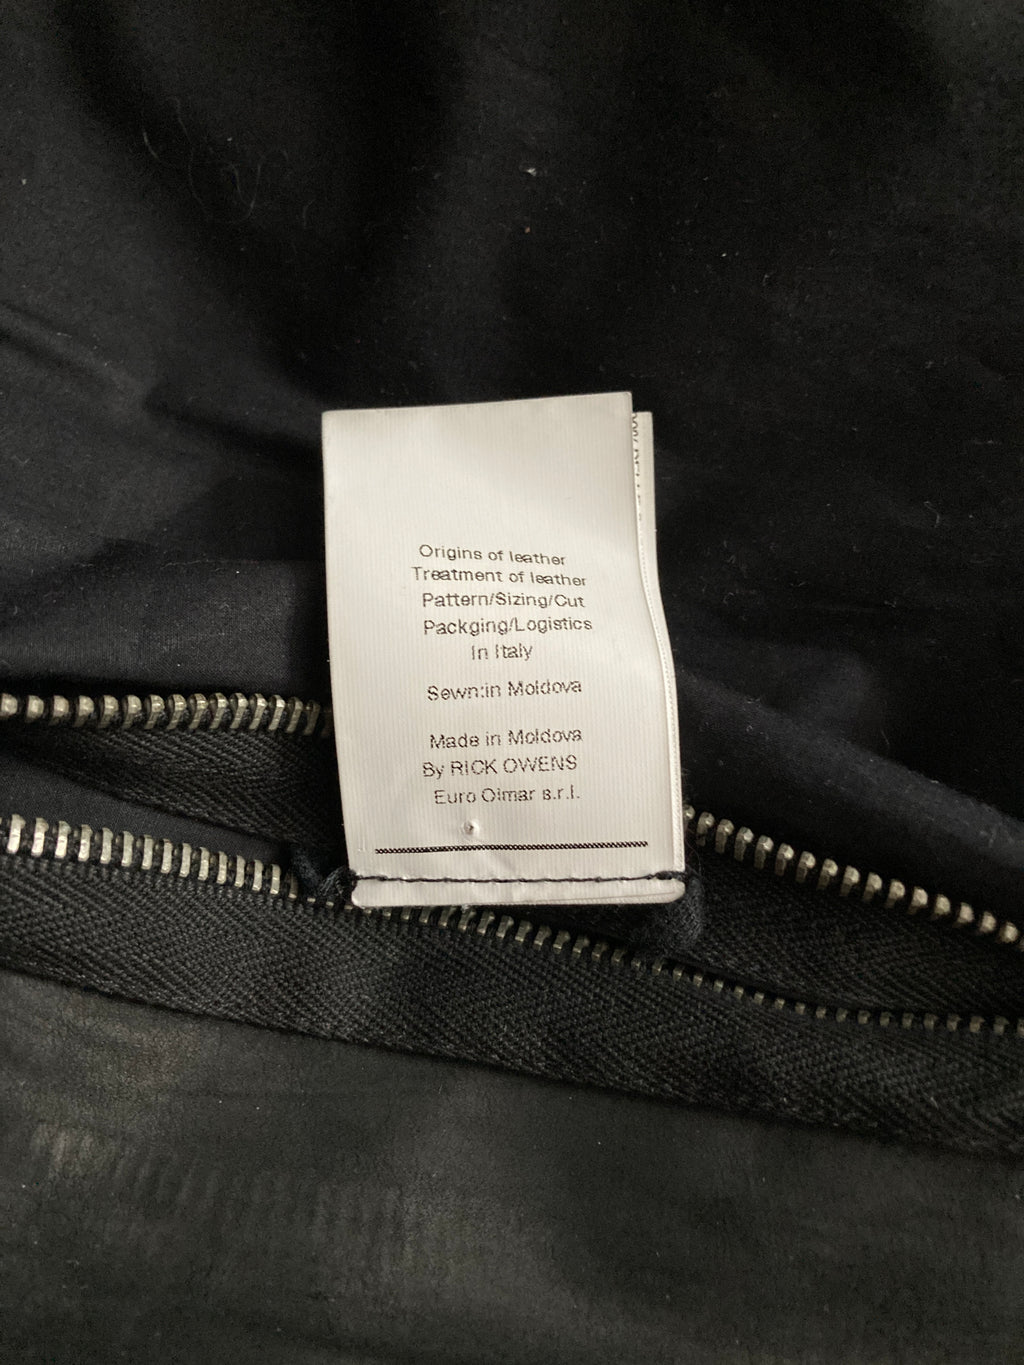 Origins of leather
Treatment of leather
Pattern/Sizing/Cut
Packging/Logistics
In Italy
Sewn:in Moldova
Made in Moldova
By RICK OWENS
Euro Olmar s.r.l.